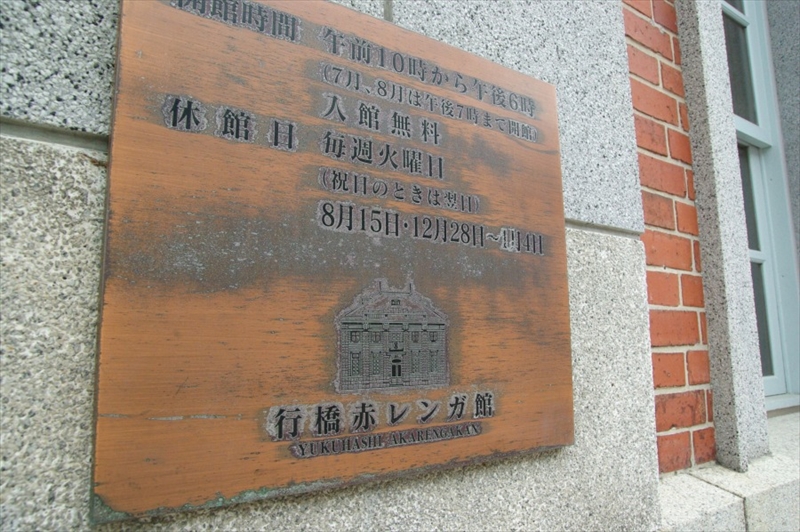 開館時間 午前10時から午後6時
(7月、8月は午後7時まで開館)
入館無料
休館日 毎週火曜日
(祝日のときは翌日)
8月15日・12月28日〜1月4日
行橋赤レンガ館
YUKUHASHI AKARENGAKAN